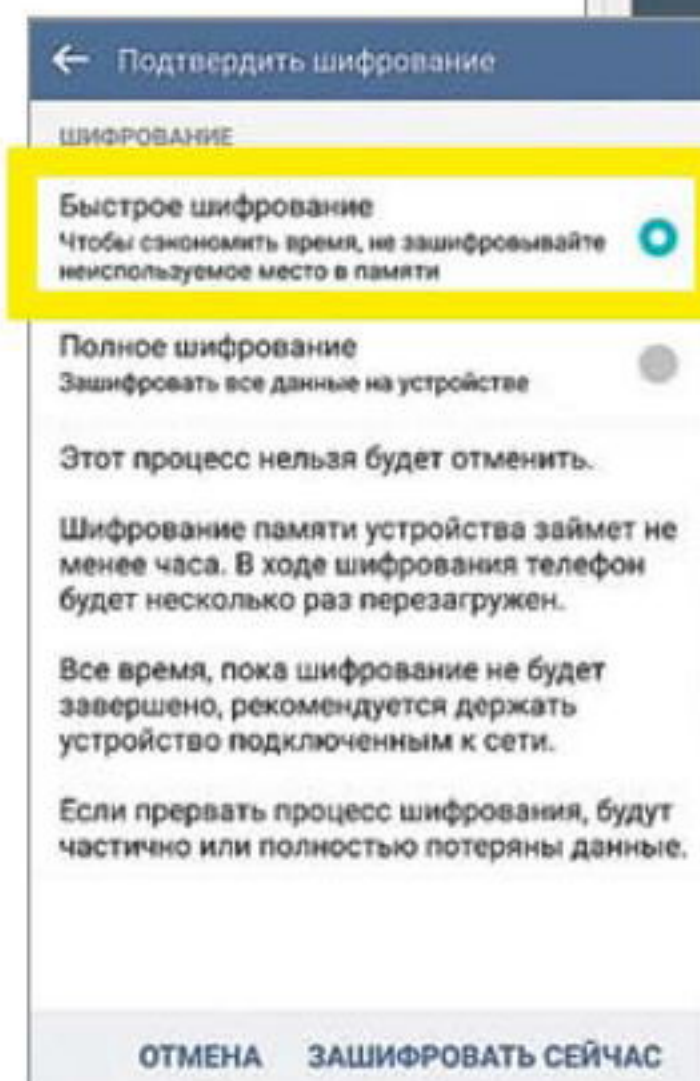 Подтвердить шифрование
ШИФРОВАНИЕ
Быстрое шифрование
Чтобы сэкономить время, не зашифровывайте
неиспользуемое место в памяти
Полное шифрование
Зашифровать все данные на устройстве
Этот процесс нельзя будет отменить.
Шифрование памяти устройства займет не
менее часа. В ходе шифрования телефон
будет несколько раз перезагружен.
Все время, пока шифрование не будет
завершено, рекомендуется держать
устройство подключенным к сети.
Если прервать процесс шифрования, будут
частично или полностью потеряны данные.
ОТМЕНА ЗАШИФРОВАТЬ СЕЙЧАС